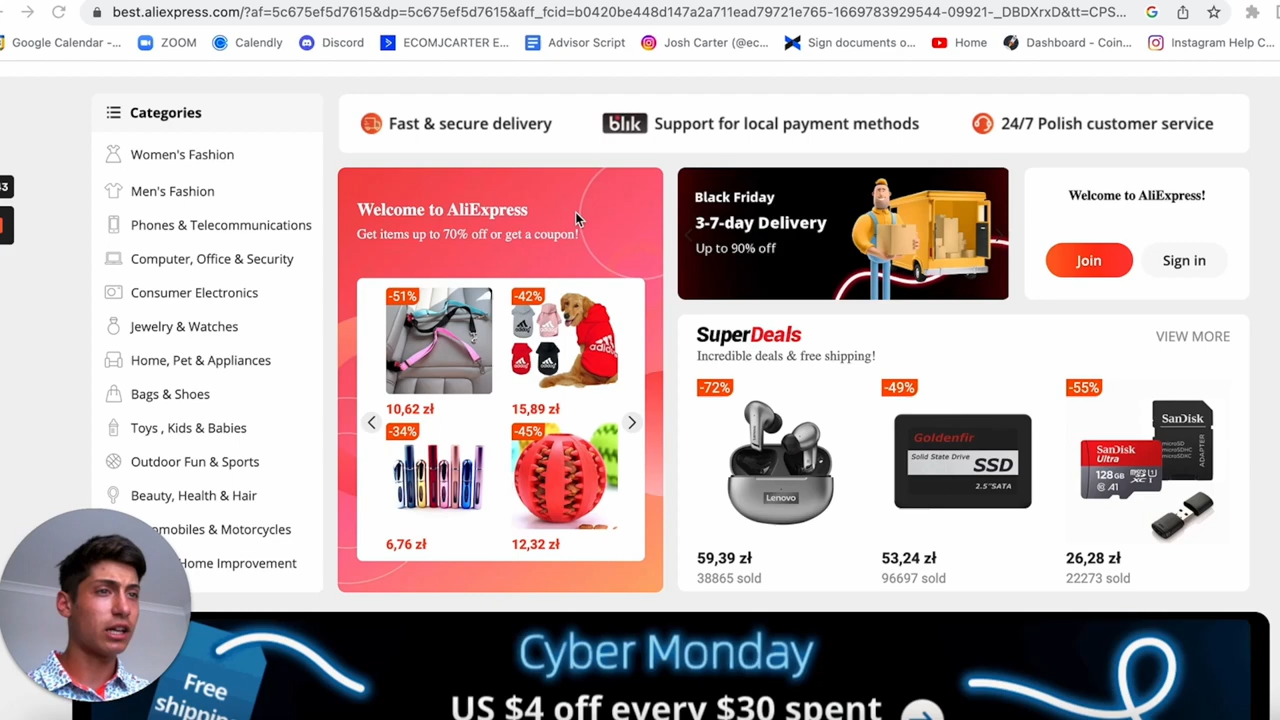 best.aliexpress.com/?af=5c675ef5d7615&dp=5c675ef5d7615&aff_fcid=b0420be448d147a2a711ead79721e765-1669783929544-09921-_DBDXrxD&tt=CPS...
Google Calendar -... ZOOM Calendly Discord ECOMJCARTER E... Advisor Script Josh Carter (@ec... Sign documents o... Home Dashboard - Coin... Instagram Help C...
Categories
Women's Fashion
Men's Fashion
Phones & Telecommunications
Computer, Office & Security
Consumer Electronics
Jewelry & Watches
Home, Pet & Appliances
Bags & Shoes
Toys , Kids & Babies
Outdoor Fun & Sports
Beauty, Health & Hair
mobiles & Motorcycles
Home Improvement
Fast & secure delivery
blik Support for local payment methods
24/7 Polish customer service
Welcome to AliExpress
Get items up to 70% off or get a coupon!
-51%
10,62 zł
-42%
adidog
15,89 zł
-34%
6,76 zł
-45%
12,32 zł
Black Friday
3-7-day Delivery
Up to 90% off
Welcome to AliExpress!
Join
Sign in
SuperDeals
VIEW MORE
Incredible deals & free shipping!
-72%
Lenovo
59,39 zł
38865 sold
-49%
Goldenfir
Solid State Drive
SSD
2.5"SATA
53,24 zł
96697 sold
-55%
SanDisk
ADAPTER
SanDisk
Ultra
128GB
A1
26,28 zł
22273 sold
Free
shipping
Cyber Monday
US $4 off every $30 spent